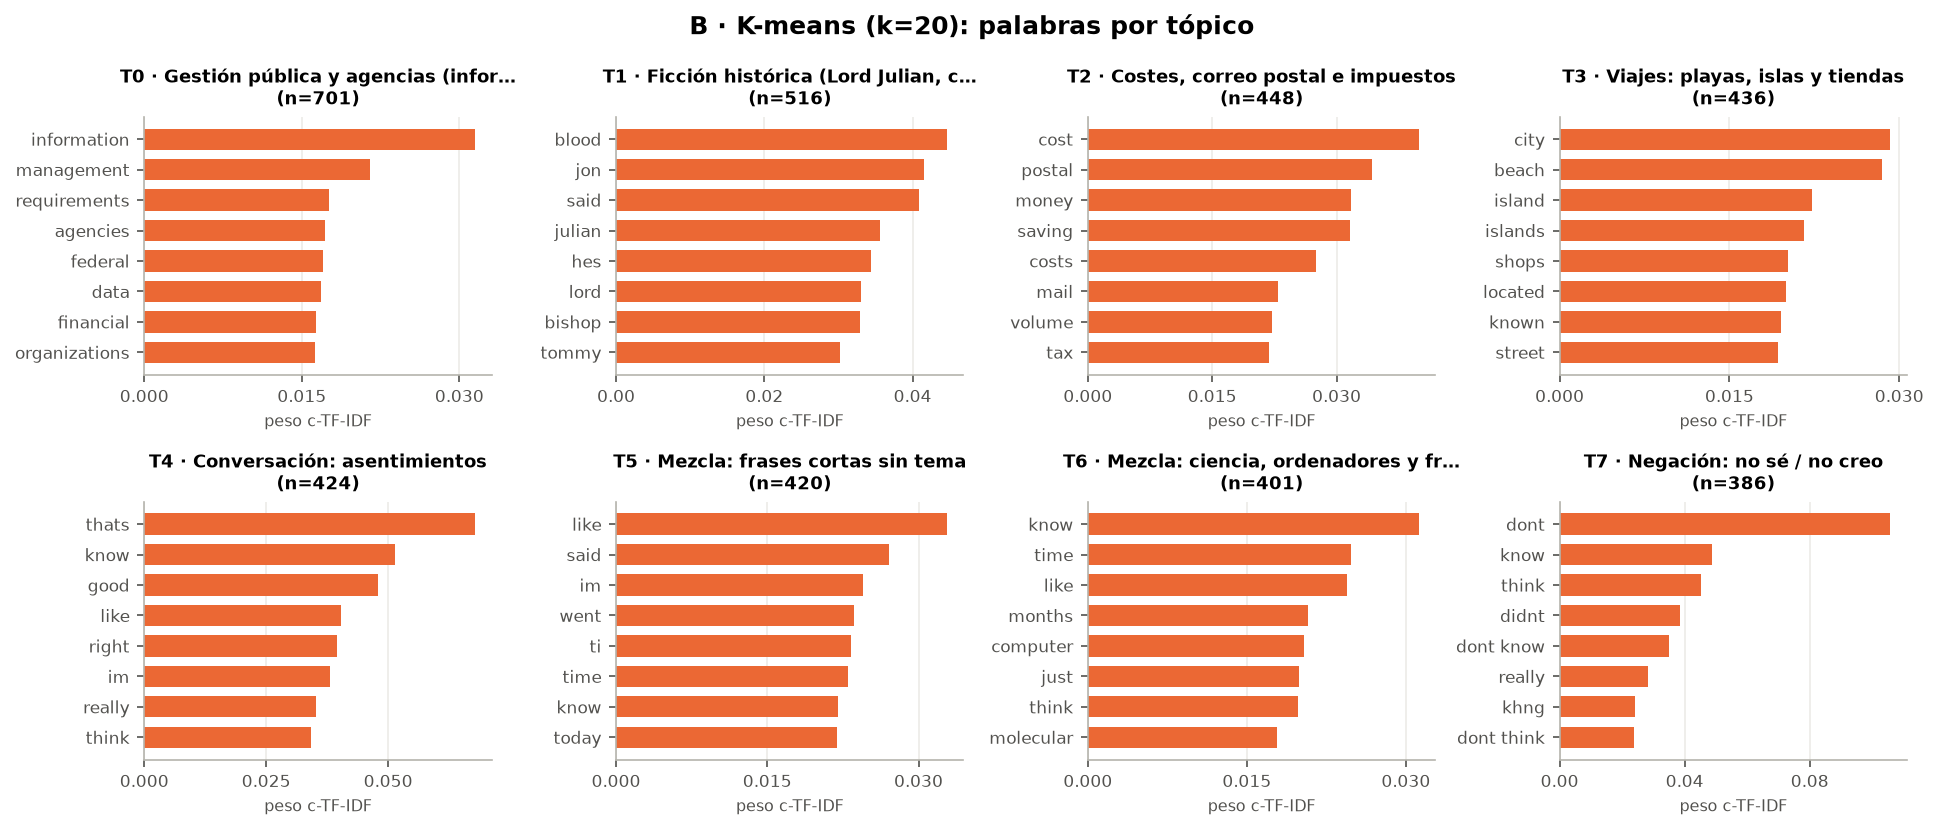 B · K-means (k=20): palabras por tópico
T0 · Gestión pública y agencias (infor...
(n=701)
information
management
requirements
agencies
federal
data
financial
organizations
0.000 0.015 0.030
peso c-TF-IDF
T1 · Ficción histórica (Lord Julian, c...
(n=516)
blood
jon
said
julian
hes
lord
bishop
tommy
0.00 0.02 0.04
peso c-TF-IDF
T2 · Costes, correo postal e impuestos
(n=448)
cost
postal
money
saving
costs
mail
volume
tax
0.000 0.015 0.030
peso c-TF-IDF
T3 · Viajes: playas, islas y tiendas
(n=436)
city
beach
island
islands
shops
located
known
street
0.000 0.015 0.030
peso c-TF-IDF
T4 · Conversación: asentimientos
(n=424)
thats
know
good
like
right
im
really
think
0.000 0.025 0.050
peso c-TF-IDF
T5 · Mezcla: frases cortas sin tema
(n=420)
like
said
im
went
ti
time
know
today
0.000 0.015 0.030
peso c-TF-IDF
T6 · Mezcla: ciencia, ordenadores y fr...
(n=401)
know
time
like
months
computer
just
think
molecular
0.000 0.015 0.030
peso c-TF-IDF
T7 · Negación: no sé / no creo
(n=386)
dont
know
think
didnt
dont know
really
khng
dont think
0.00 0.04 0.08
peso c-TF-IDF